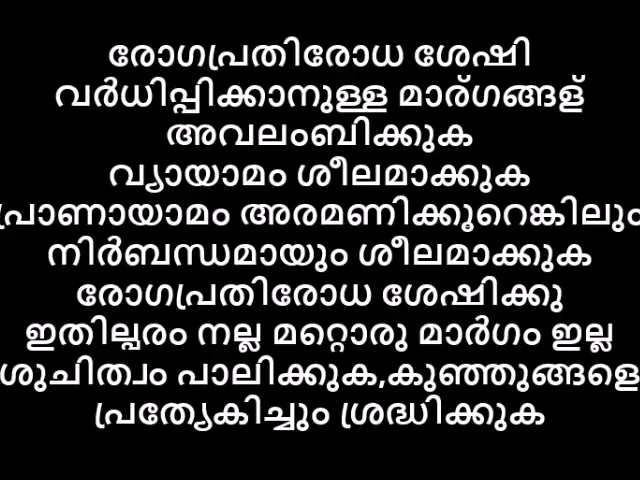 രോഗപ്രതിരോധ ശേഷി
വർധിപ്പിക്കാനുള്ള മാര്ഗങ്ങള്
അവലംബിക്കുക
വ്യായാമം ശീലമാക്കുക
പ്രാണായാമം അരമണിക്കൂറെങ്കിലും
നിർബന്ധമായും ശീലമാക്കുക
രോഗപ്രതിരോധ ശേഷിക്കു
ഇതില്പരം നല്ല മറ്റൊരു മാർഗം ഇല്ല
ശുചിത്വം പാലിക്കുക,കുഞ്ഞുങ്ങളെ
പ്രത്യേകിച്ചും ശ്രദ്ധിക്കുക